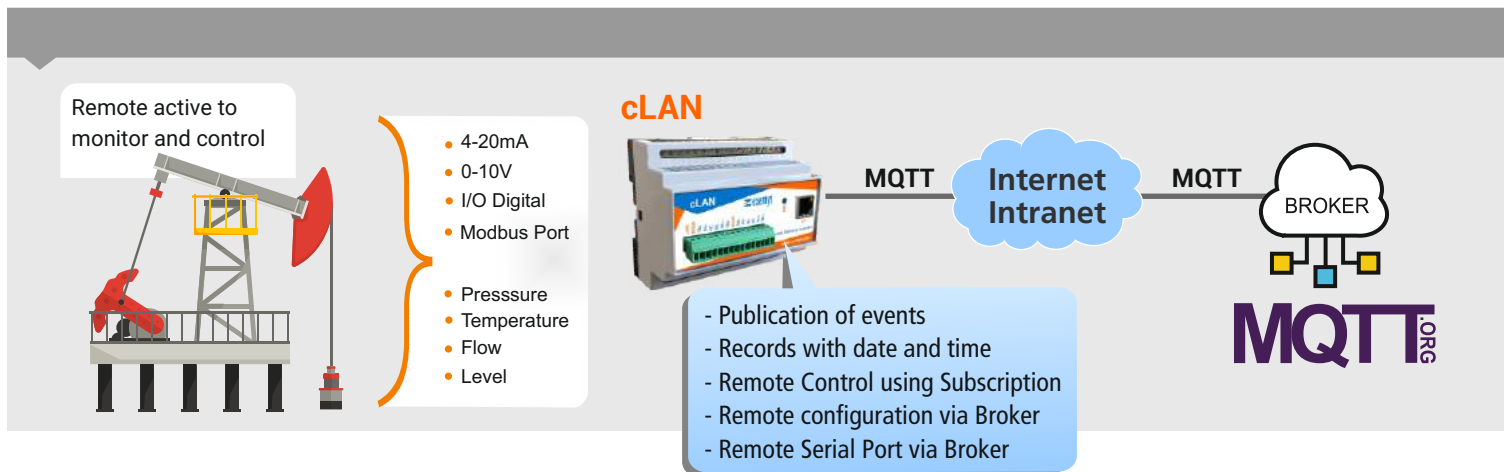 Remote active to
monitor and control
• 4-20mA
• 0-10V
• I/O Digital
• Modbus Port
• Presssure
• Temperature
• Flow
• Level
cLAN
cLAN
MQTT
Internet
Intranet
MQTT
BROKER
MQTT.ORG
- Publication of events
- Records with date and time
- Remote Control using Subscription
- Remote configuration via Broker
- Remote Serial Port via Broker